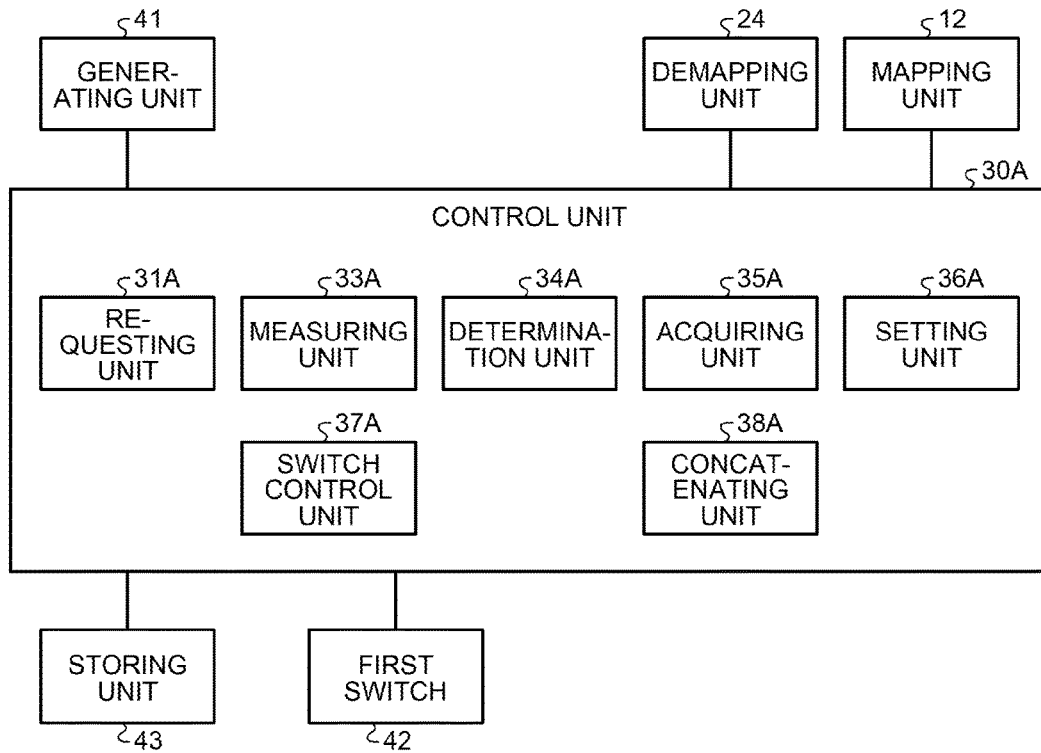 41
GENER-
ATING UNIT
24
DEMAPPING
UNIT
12
MAPPING
UNIT
30A
CONTROL UNIT
31A
RE-
QUESTING
UNIT
33A
MEASURING
UNIT
34A
DETERMINA-
TION UNIT
35A
ACQUIRING
UNIT
36A
SETTING
UNIT
37A
SWITCH
CONTROL
UNIT
38A
CONCAT-
ENATING
UNIT
STORING
UNIT
43
FIRST
SWITCH
42